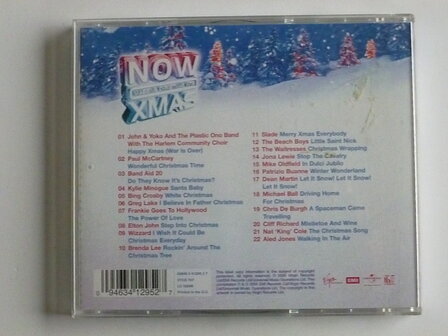 NOW
XMAS
01 John & Yoko And The Plastic Ono Band
With The Harlem Community Choir
Happy Xmas (War Is Over)
02 Paul McCartney
Wonderful Christmas Time
03 Band Aid 20
Do They Know It's Christmas?
04 Kylie Minogue Santa Baby
05 Bing Crosby White Christmas
06 Greg Lake I Believe In Father Christmas
07 Frankie Goes To Hollywood
The Power Of Love
08 Elton John Step Into Christmas
09 Wizzard I Wish It Could Be
Christmas Everyday
10 Brenda Lee Rockin' Around The
Christmas Tree
11 Slade Merry Xmas Everybody
12 The Beach Boys Little Saint Nick
13 The Waitresses Christmas Wrapping
14 Jona Lewie Stop The Cavalry
15 Mike Oldfield In Dulci Jubilo
16 Patrizio Buanne Winter Wonderland
17 Dean Martin Let It Snow! Let It Snow!
Let It Snow!
18 Michael Ball Driving Home
For Christmas
19 Chris De Burgh A Spaceman Came
Travelling
20 Cliff Richard Mistletoe And Wine
21 Nat 'King' Cole The Christmas Song
22 Aled Jones Walking In The Air
0 94634 12952 7
Virgin
EMI